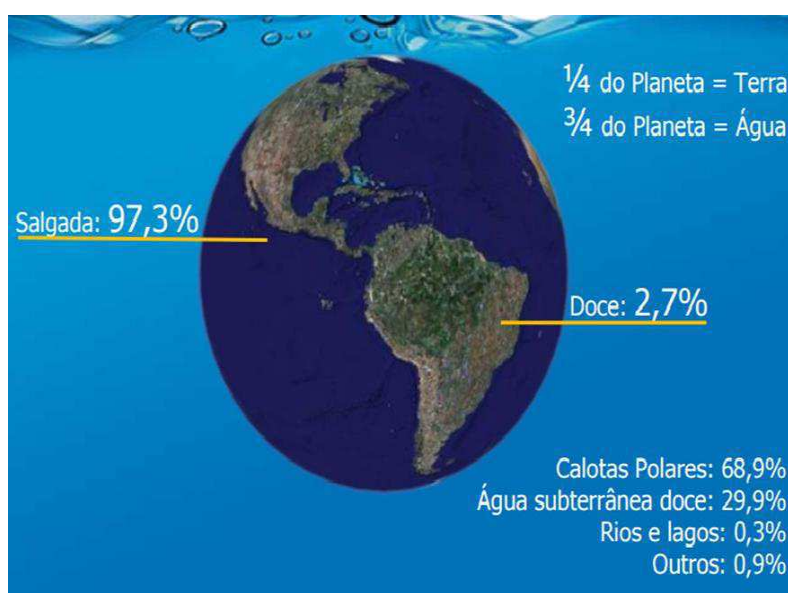 ¼ do Planeta = Terra
¾ do Planeta = Água
Salgada: 97,3%
Doce: 2,7%
Calotas Polares: 68,9%
Água subterrânea doce: 29,9%
Rios e lagos: 0,3%
Outros: 0,9%